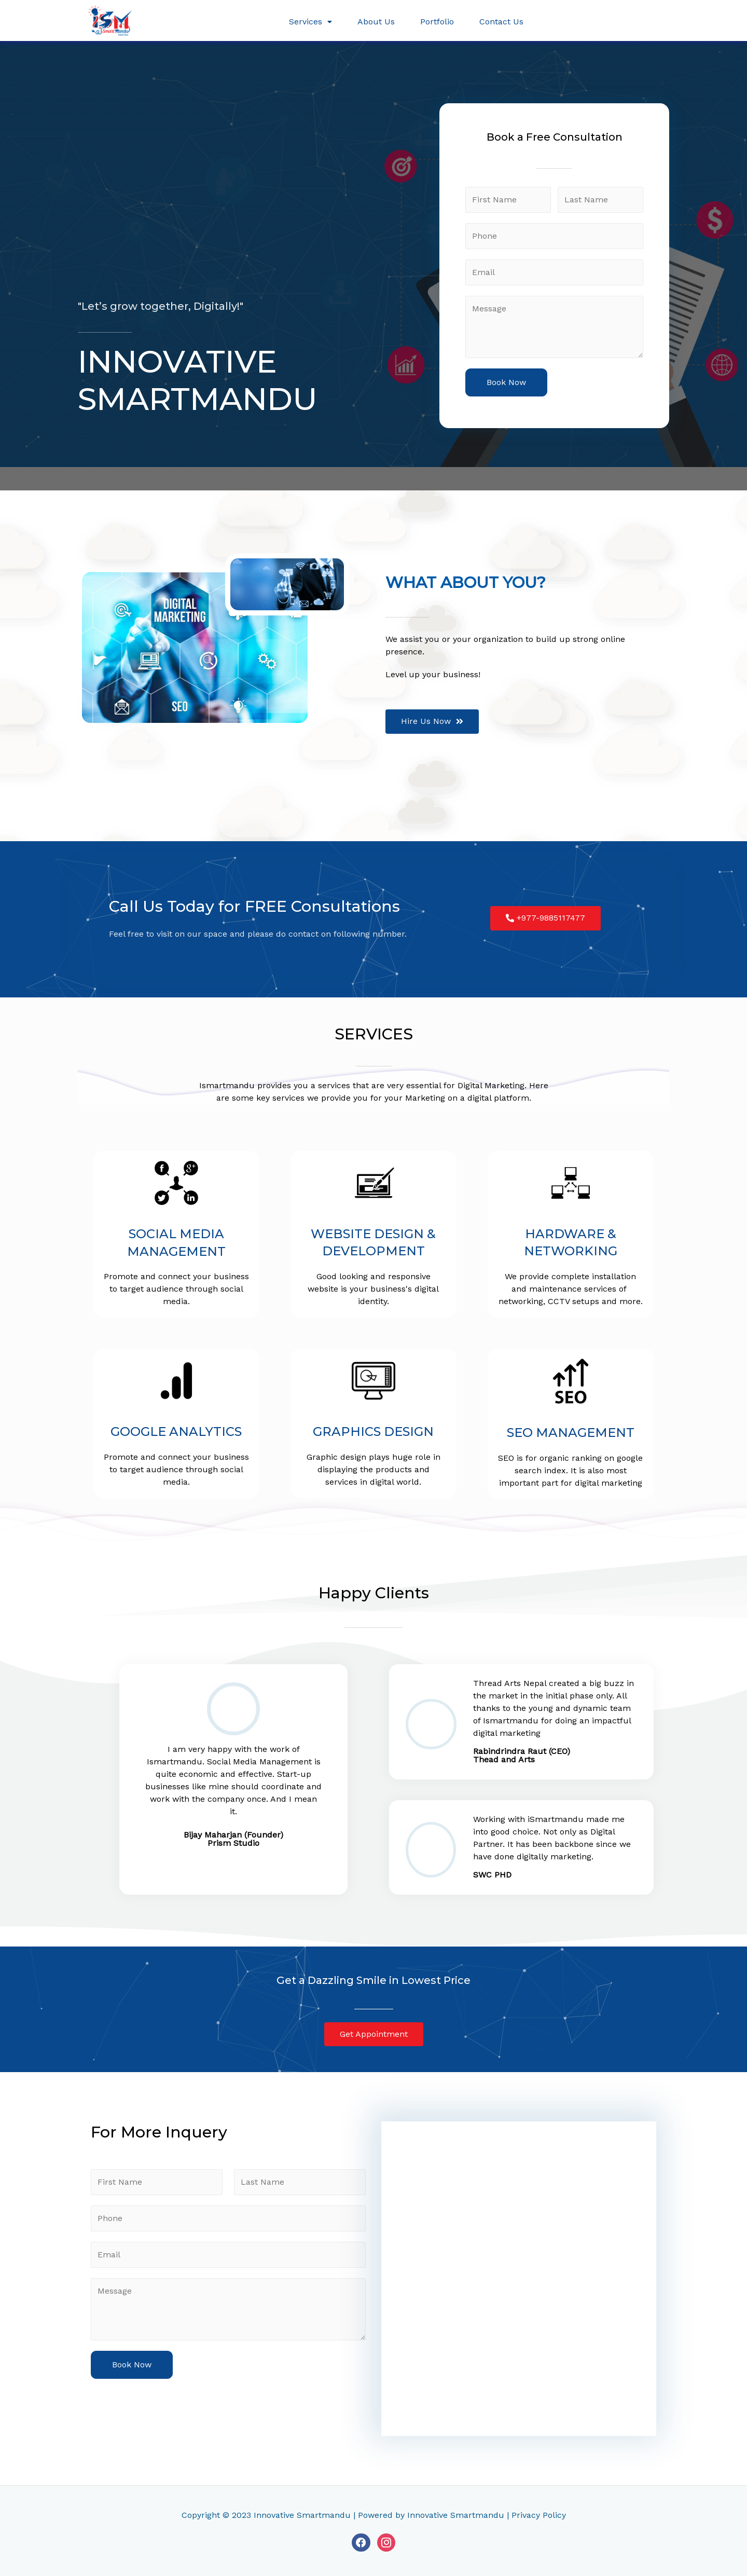 iSM
Smart Mandu
Services
About Us
Portfolio
Contact Us
Book a Free Consultation
First Name
Last Name
Phone
Email
Message
Book Now
"Let's grow together, Digitally!"
INNOVATIVE
SMARTMANDU
DIGITAL
MARKETING
SEO
WHAT ABOUT YOU?
We assist you or your organization to build up strong online
presence.
Level up your business!
Hire Us Now
Call Us Today for FREE Consultations
Feel free to visit on our space and please do contact on following number.
+977-9885117477
SERVICES
Ismartmandu provides you a services that are very essential for Digital Marketing. Here
are some key services we provide you for your Marketing on a digital platform.
SOCIAL MEDIA
MANAGEMENT
Promote and connect your business
to target audience through social
media.
WEBSITE DESIGN &
DEVELOPMENT
Good looking and responsive
website is your business's digital
identity.
HARDWARE &
NETWORKING
We provide complete installation
and maintenance services of
networking, CCTV setups and more.
GOOGLE ANALYTICS
Promote and connect your business
to target audience through social
media.
GRAPHICS DESIGN
Graphic design plays huge role in
displaying the products and
services in digital world.
SEO
SEO MANAGEMENT
SEO is for organic ranking on google
search index. It is also most
important part for digital marketing
Happy Clients
I am very happy with the work of
Ismartmandu. Social Media Management is
quite economic and effective. Start-up
businesses like mine should coordinate and
work with the company once. And I mean
it.
Bijay Maharjan (Founder)
Prism Studio
Thread Arts Nepal created a big buzz in
the market in the initial phase only. All
thanks to the young and dynamic team
of Ismartmandu for doing an impactful
digital marketing
Rabindrindra Raut (CEO)
Thead and Arts
Working with iSmartmandu made me
into good choice. Not only as Digital
Partner. It has been backbone since we
have done digitally marketing.
SWC PHD
Get a Dazzling Smile in Lowest Price
Get Appointment
For More Inquery
First Name
Last Name
Phone
Email
Message
Book Now
Copyright © 2023 Innovative Smartmandu | Powered by Innovative Smartmandu | Privacy Policy